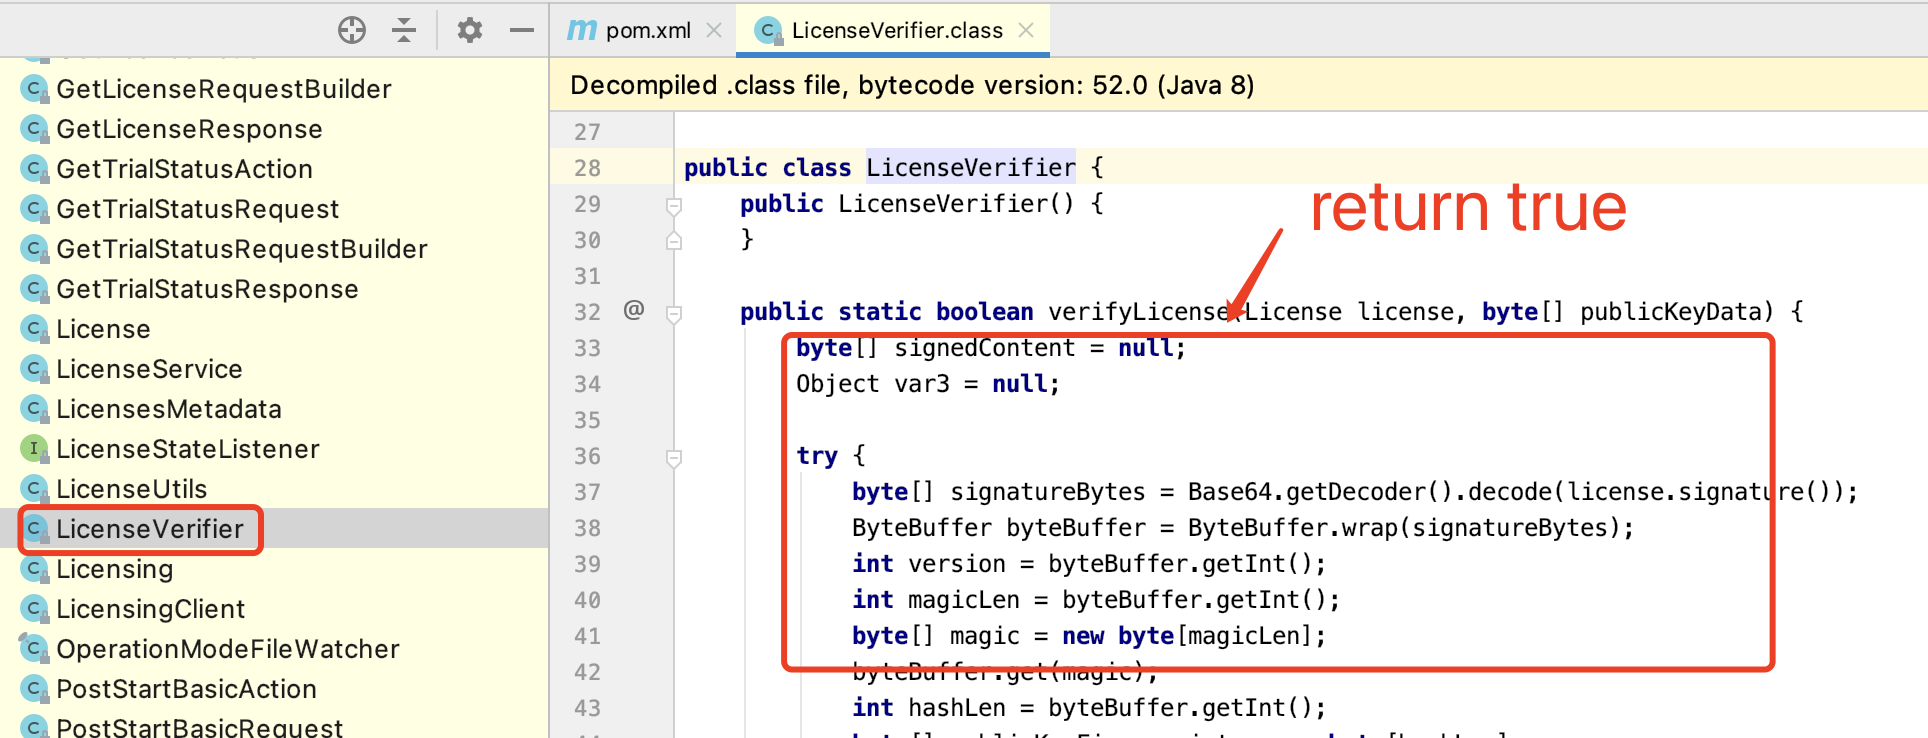 pom.xml
LicenseVerifier.class
GetLicenseRequestBuilder
GetLicenseResponse
GetTrialStatusAction
GetTrialStatusRequest
GetTrialStatusRequestBuilder
GetTrialStatusResponse
License
LicenseService
LicensesMetadata
LicenseStateListener
LicenseUtils
LicenseVerifier
Licensing
LicensingClient
OperationModeFileWatcher
PostStartBasicAction
PostStartBasicRequest
Decompiled .class file, bytecode version: 52.0 (Java 8)
27
28 public class LicenseVerifier {
29 public LicenseVerifier() {
30 }
31
return true
32 @ public static boolean verifyLicense(License license, byte[] publicKeyData) {
33 byte[] signedContent = null;
34 Object var3 = null;
35
36 try {
37 byte[] signatureBytes = Base64.getDecoder().decode(license.signature());
38 ByteBuffer byteBuffer = ByteBuffer.wrap(signatureBytes);
39 int version = byteBuffer.getInt();
40 int magicLen = byteBuffer.getInt();
41 byte[] magic = new byte[magicLen];
42 byteBuffer.get(magic);
43 int hashLen = byteBuffer.getInt();